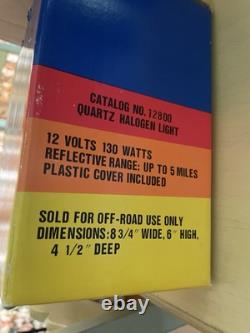 CATALOG NO. 12800
QUARTZ HALOGEN LIGHT
12 VOLTS 130 WATTS
REFLECTIVE RANGE: UP TO 5 MILES
PLASTIC COVER INCLUDED
SOLD FOR OFF-ROAD USE ONLY
DIMENSIONS: 8 3/4" WIDE, 6" HIGH,
4 1/2" DEEP
ebay